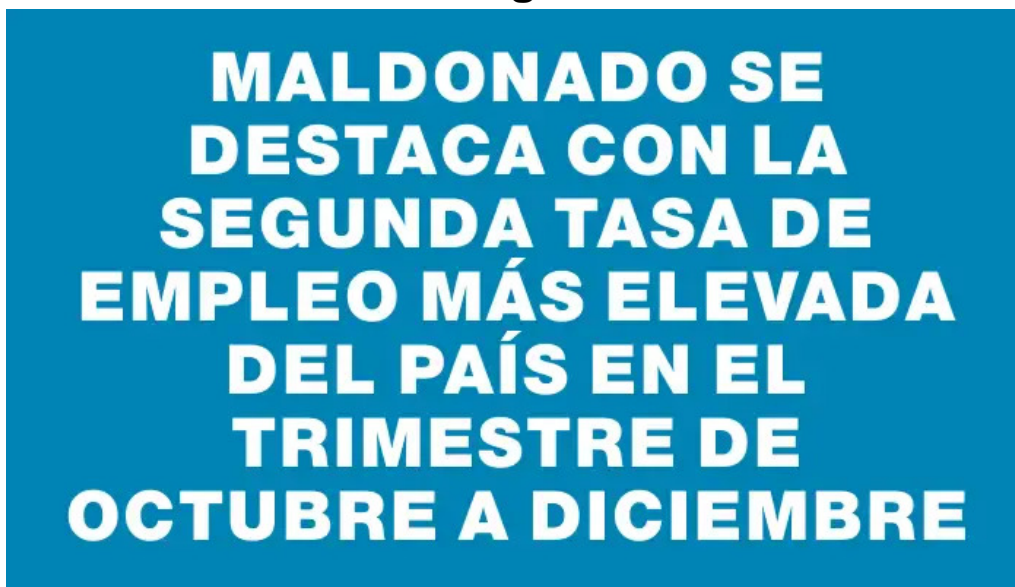 MALDONADO SE
DESTACA CON LA
SEGUNDA TASA DE
EMPLEO MÁS ELEVADA
DEL PAÍS EN EL
TRIMESTRE DE
OCTUBRE A DICIEMBRE